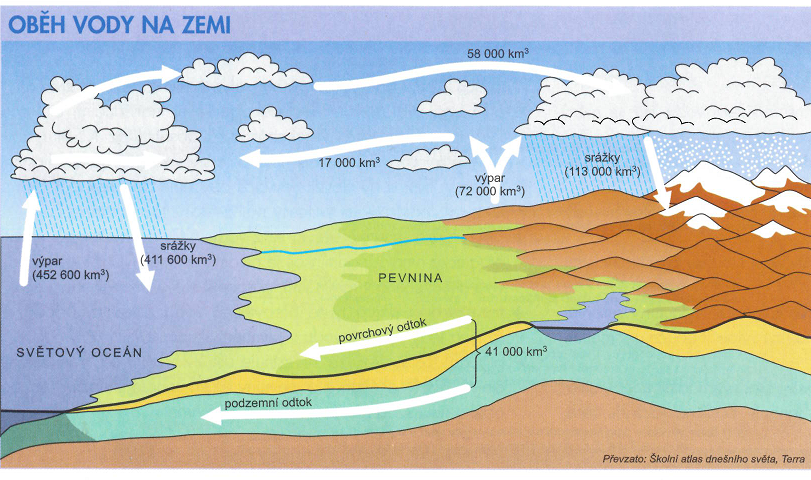 OBĚH VODY NA ZEMI
58 000 km³
17 000 km³
výpar
(72 000 km³)
srážky
(113 000 km³)
výpar
(452 600 km³)
srážky
(411 600 km³)
PEVNINA
SVĚTOVÝ OCEÁN
povrchový odtok
41 000 km³
podzemní odtok
Převzato: Školní atlas dnešního světa, Terra